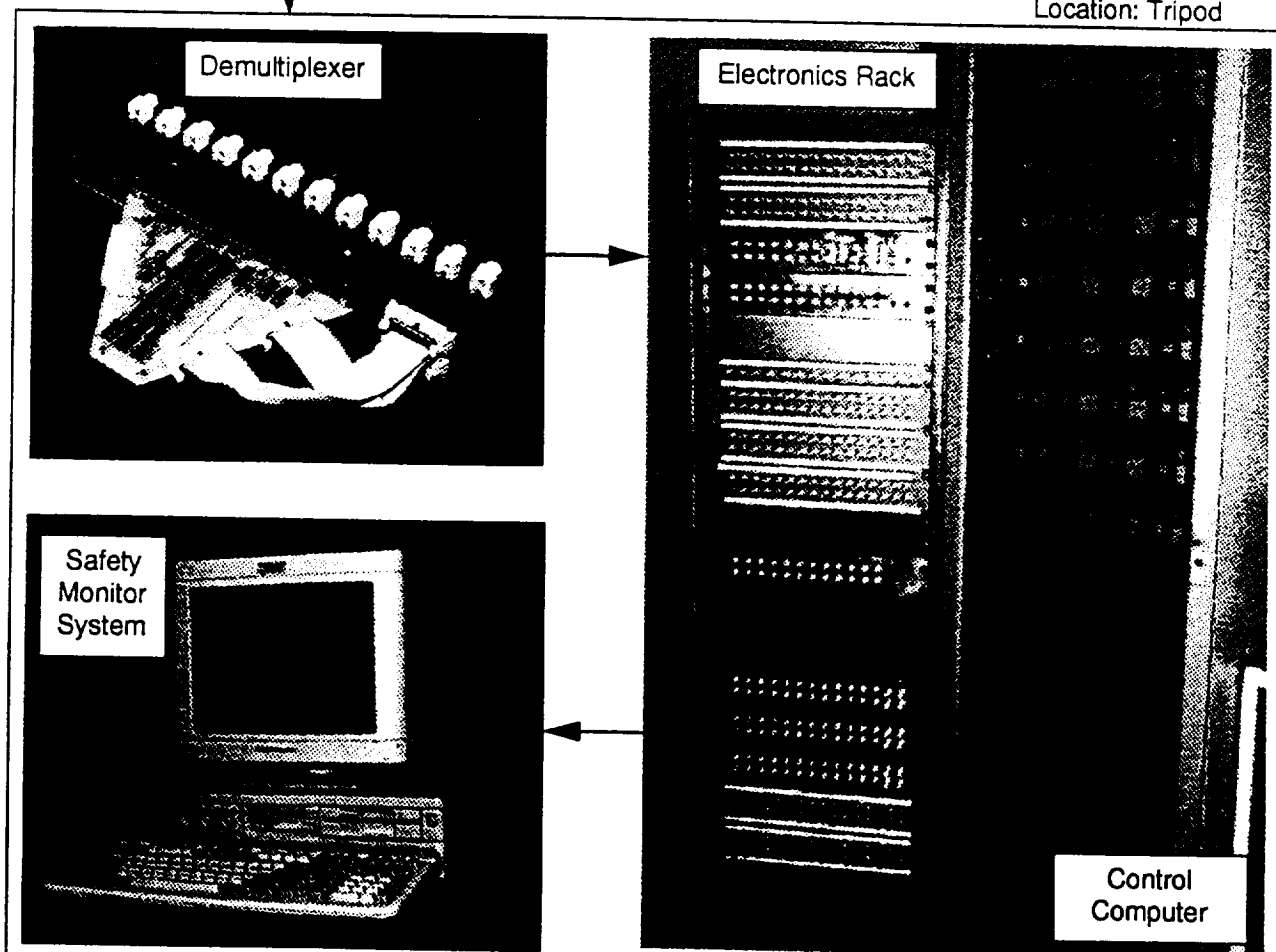 Location: Tripod
Demultiplexer
Electronics Rack
Safety
Monitor
System
Control
Computer